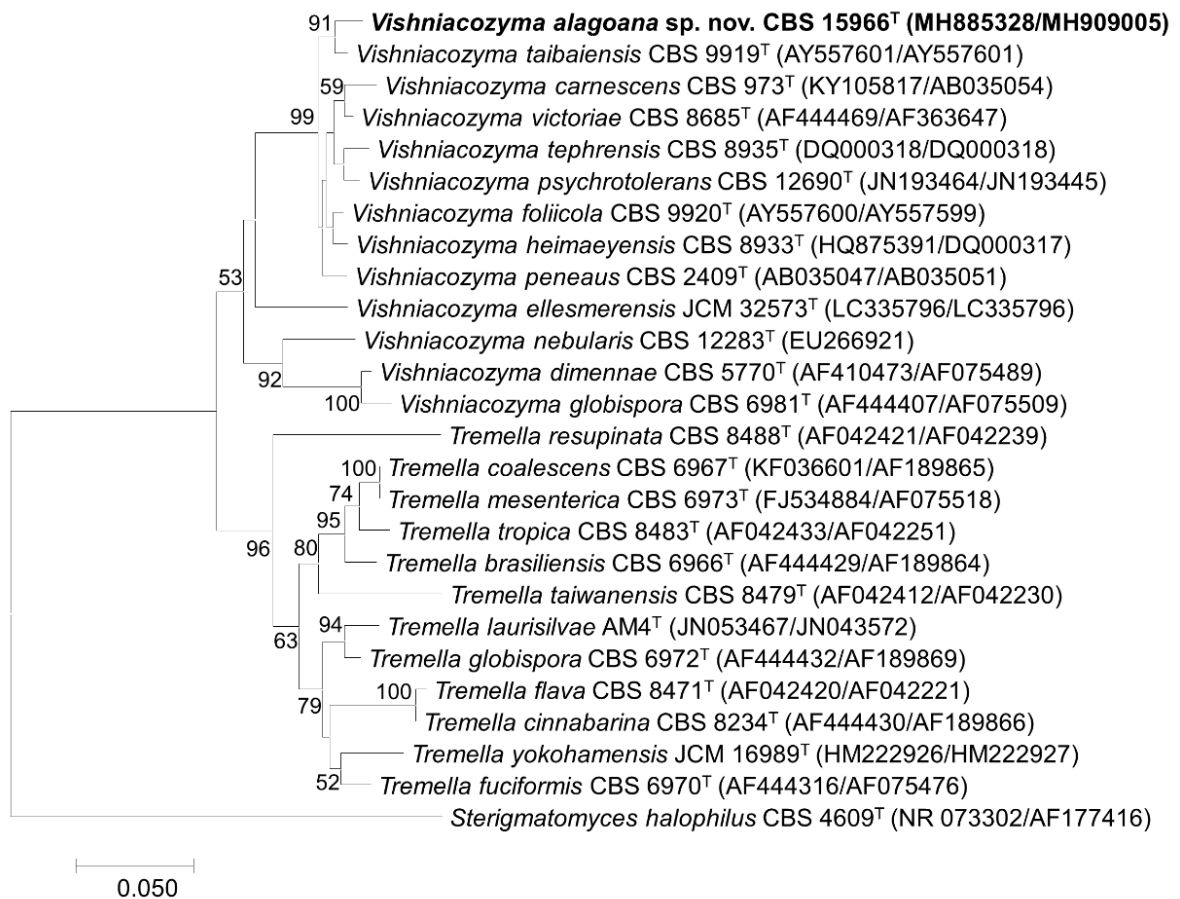 91
Vishniacozyma alagoana sp. nov. CBS 15966ᵀ (MH885328/MH909005)
Vishniacozyma taibaiensis CBS 9919ᵀ (AY557601/AY557601)
59
Vishniacozyma carnescens CBS 973ᵀ (KY105817/AB035054)
99
Vishniacozyma victoriae CBS 8685ᵀ (AF444469/AF363647)
Vishniacozyma tephrensis CBS 8935ᵀ (DQ000318/DQ000318)
Vishniacozyma psychrotolerans CBS 12690ᵀ (JN193464/JN193445)
Vishniacozyma foliicola CBS 9920ᵀ (AY557600/AY557599)
Vishniacozyma heimaeyensis CBS 8933ᵀ (HQ875391/DQ000317)
53
Vishniacozyma peneaus CBS 2409ᵀ (AB035047/AB035051)
Vishniacozyma ellesmerensis JCM 32573ᵀ (LC335796/LC335796)
Vishniacozyma nebularis CBS 12283ᵀ (EU266921)
92
Vishniacozyma dimennae CBS 5770ᵀ (AF410473/AF075489)
100
Vishniacozyma globispora CBS 6981ᵀ (AF444407/AF075509)
Tremella resupinata CBS 8488ᵀ (AF042421/AF042239)
100
Tremella coalescens CBS 6967ᵀ (KF036601/AF189865)
74
Tremella mesenterica CBS 6973ᵀ (FJ534884/AF075518)
95
Tremella tropica CBS 8483ᵀ (AF042433/AF042251)
96
80
Tremella brasiliensis CBS 6966ᵀ (AF444429/AF189864)
Tremella taiwanensis CBS 8479ᵀ (AF042412/AF042230)
63
94
Tremella laurisilvae AM4ᵀ (JN053467/JN043572)
Tremella globispora CBS 6972ᵀ (AF444432/AF189869)
100
Tremella flava CBS 8471ᵀ (AF042420/AF042221)
79
Tremella cinnabarina CBS 8234ᵀ (AF444430/AF189866)
Tremella yokohamensis JCM 16989ᵀ (HM222926/HM222927)
52
Tremella fuciformis CBS 6970ᵀ (AF444316/AF075476)
Sterigmatomyces halophilus CBS 4609ᵀ (NR 073302/AF177416)
0.050